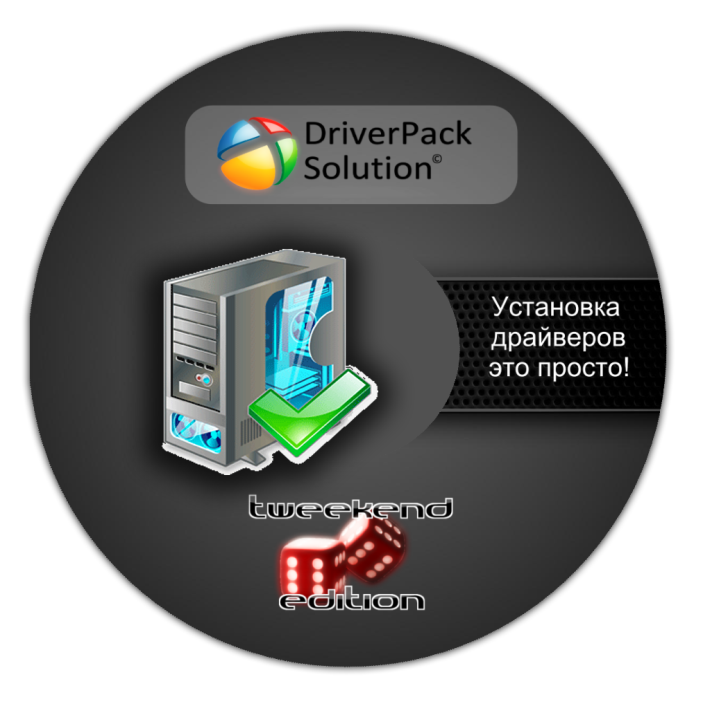 DriverPack
Solution©
Установка
драйверов
это просто!
tweekend
edition